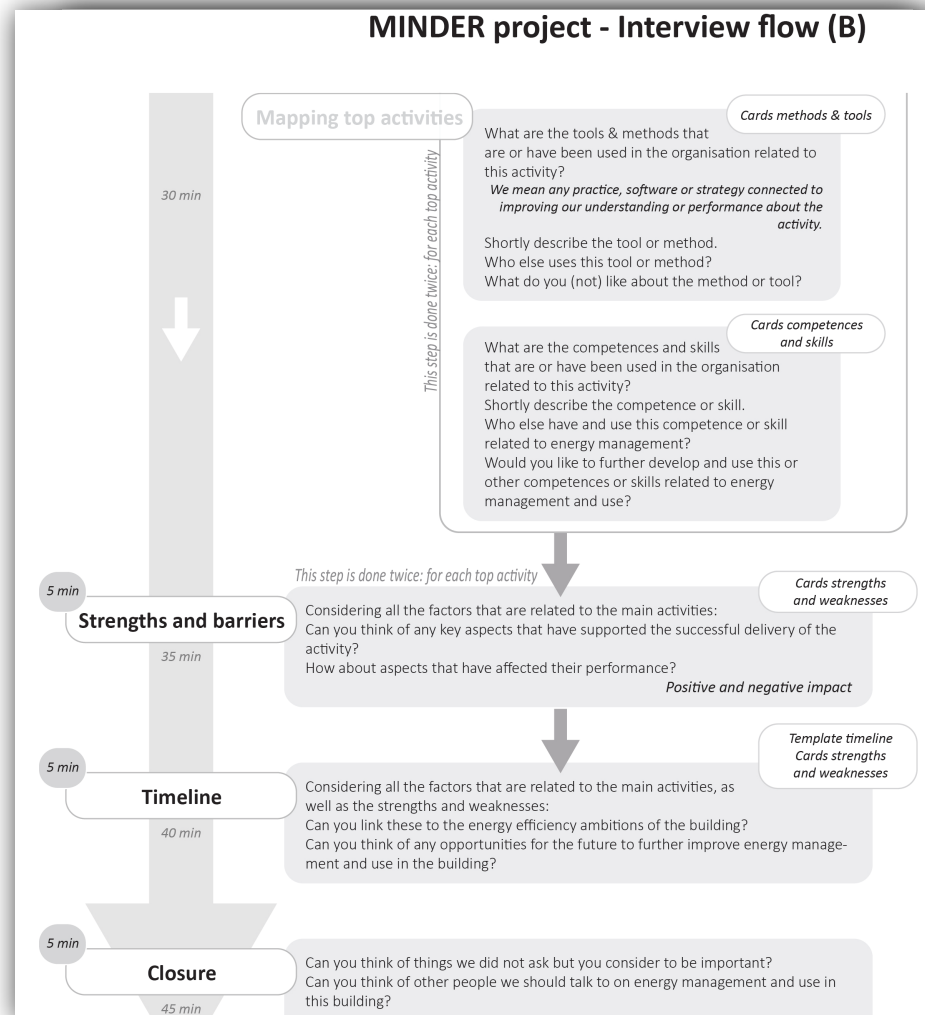 MINDER project - Interview flow (B)
Mapping top activities
Cards methods & tools
What are the tools & methods that
are or have been used in the organisation related to
this activity?
We mean any practice, software or strategy connected to
improving our understanding or performance about the
activity.
Shortly describe the tool or method.
Who else uses this tool or method?
What do you (not) like about the method or tool?
30 min
This step is done twice: for each top activity
Cards competences
and skills
What are the competences and skills
that are or have been used in the organisation
related to this activity?
Shortly describe the competence or skill.
Who else have and use this competence or skill
related to energy management?
Would you like to further develop and use this or
other competences or skills related to energy
management and use?
This step is done twice: for each top activity
5 min
Strengths and barriers
35 min
Cards strengths
and weaknesses
Considering all the factors that are related to the main activities:
Can you think of any key aspects that have supported the successful delivery of the
activity?
How about aspects that have affected their performance?
Positive and negative impact
5 min
Timeline
40 min
Template timeline
Cards strengths
and weaknesses
Considering all the factors that are related to the main activities, as
well as the strengths and weaknesses:
Can you link these to the energy efficiency ambitions of the building?
Can you think of any opportunities for the future to further improve energy manage-
ment and use in the building?
5 min
Closure
45 min
Can you think of things we did not ask but you consider to be important?
Can you think of other people we should talk to on energy management and use in
this building?